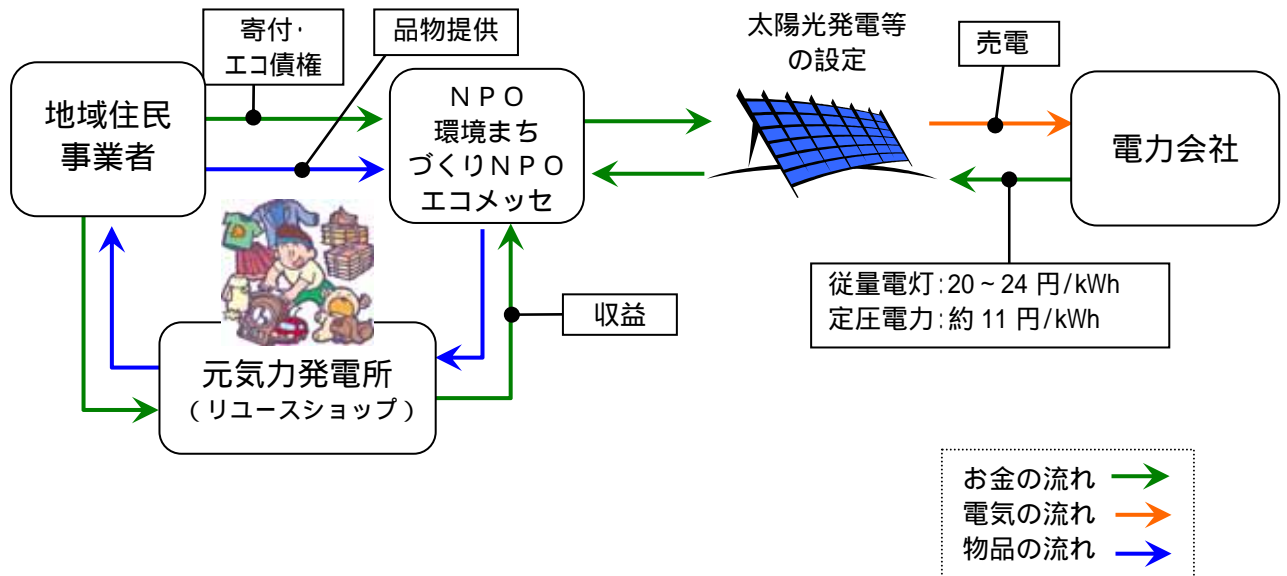 寄付・
エコ債権
品物提供
太陽光発電等
の設定
売電
地域住民
事業者
ＮＰＯ
環境まち
づくりＮＰＯ
エコメッセ
電力会社
従量電灯:20～24 円/kWh
定圧電力:約 11 円/kWh
収益
元気力発電所
（リユースショップ）
お金の流れ
電気の流れ
物品の流れ